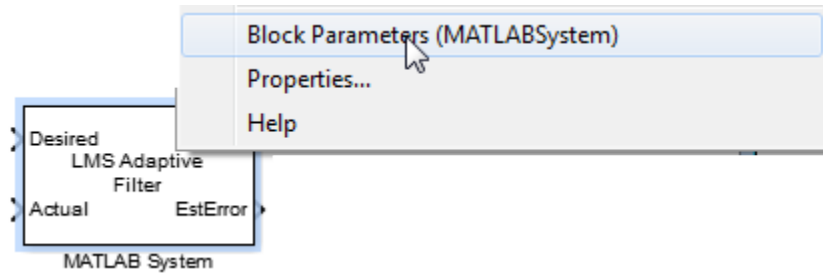 Block Parameters (MATLABSystem)
Properties...
Help
Desired
LMS Adaptive
Filter
Actual EstError
MATLAB System